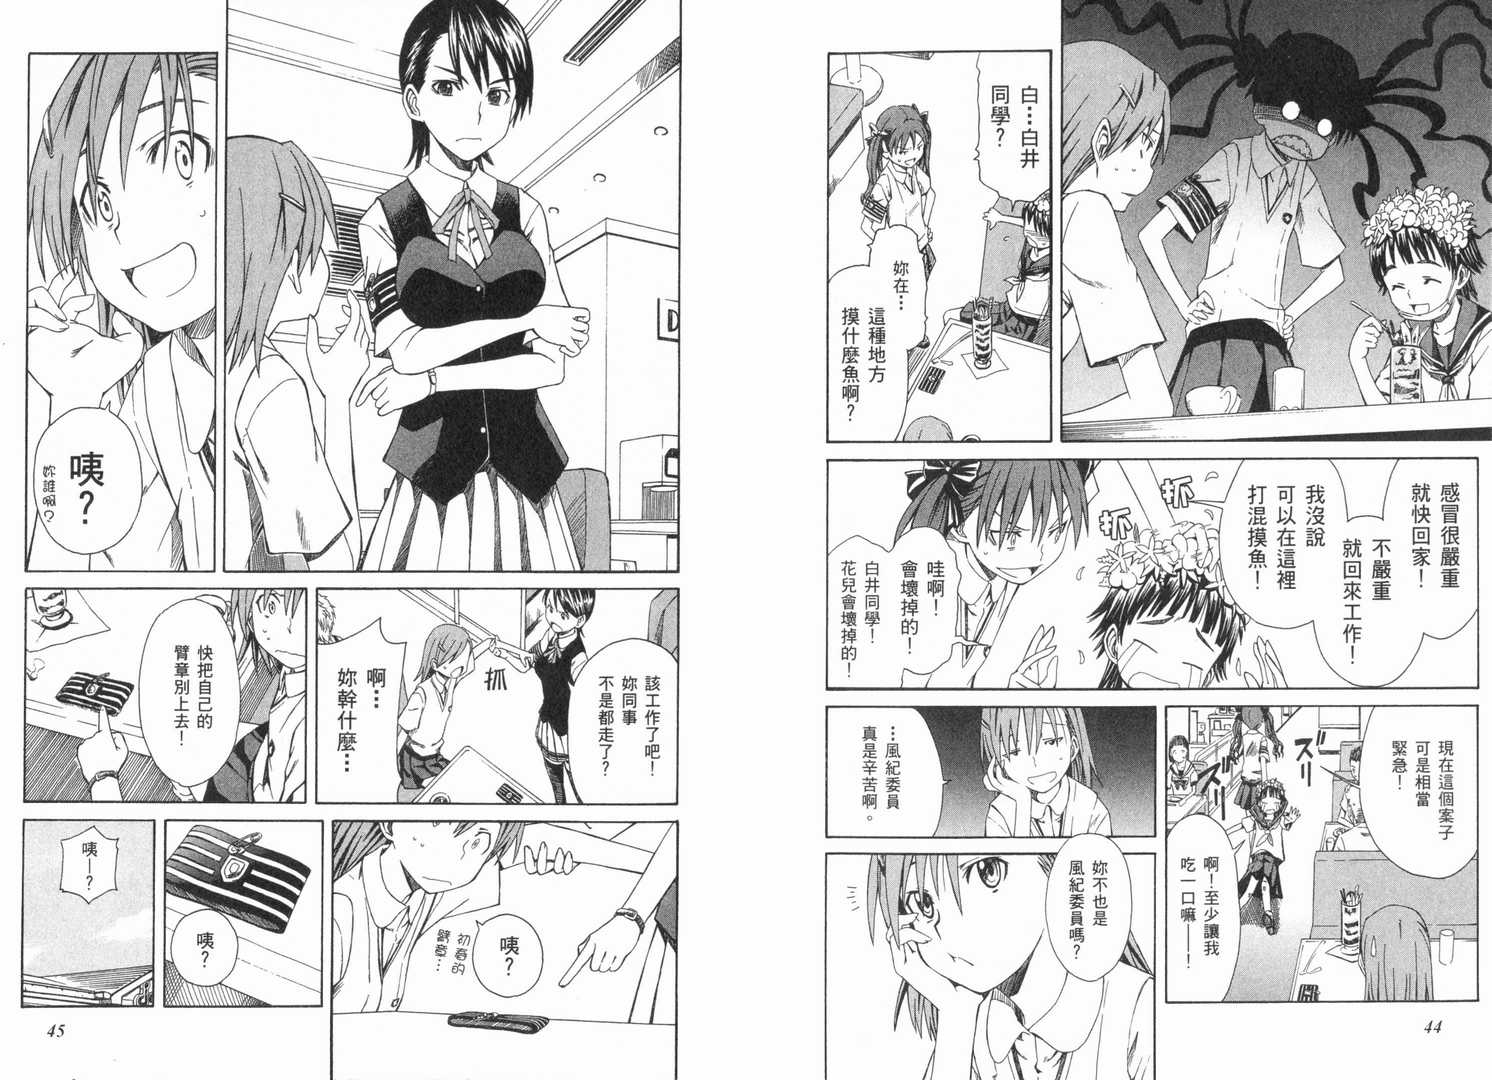 白…白井
同學?
妳在…
這種地方
摸什麼魚啊?
感冒很嚴重
就快回家!
不嚴重
就回來工作!
我沒說
可以在這裡
打混摸魚!
抓
抓
哇啊!
會壞掉的!
白井同學!
花兒會壞掉的!
現在這個案子
可是相當
緊急!
ズリ
ズリ
啊!至少讓我
吃一口嘛——!
…風紀委員
真是辛苦啊。
妳不也是
風紀委員嗎?
44
D
咦?
妳誰啊?
該工作了吧!
妳同事
不是都走了?
抓
啊…
妳幹什麼…
快把自己的
臂章別上去!
咦?
初春的
臂章…
咦?
咦—?
45